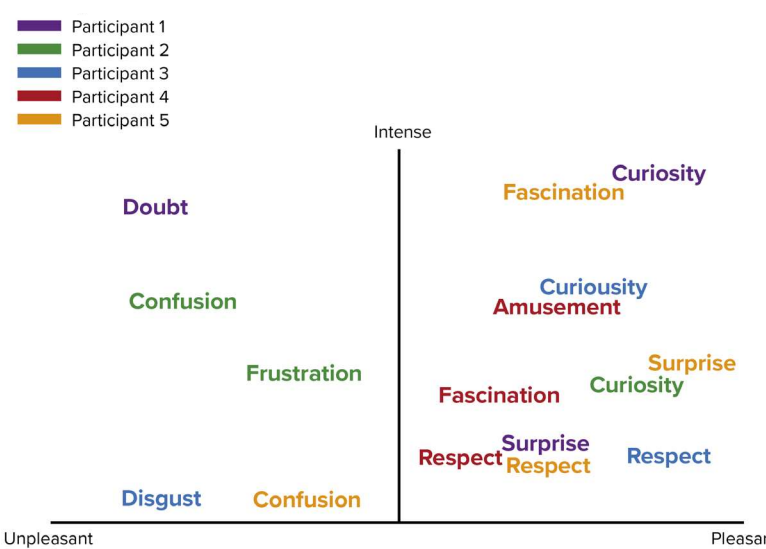 Participant 1
Participant 2
Participant 3
Participant 4
Participant 5
Intense
Curiosity
Fascination
Doubt
Curiousity
Confusion
Amusement
Surprise
Frustration
Curiosity
Fascination
Surprise
Respect
Respect
Respect
Disgust
Confusion
Unpleasant
Pleasan